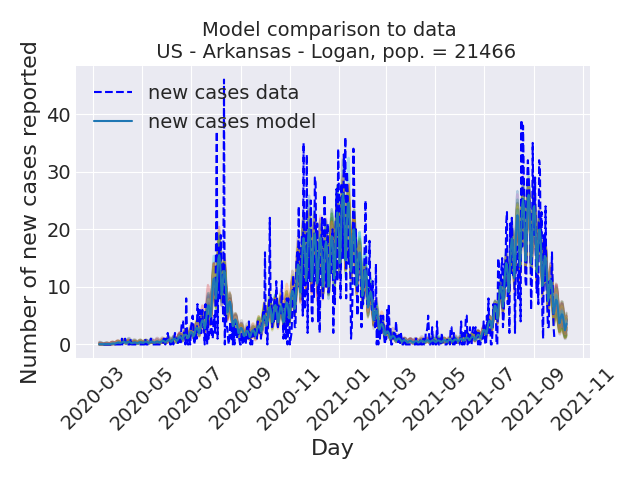 Model comparison to data
US - Arkansas - Logan, pop. = 21466
Number of new cases reported
40
30
20
10
0
new cases data
new cases model
2020-03
2020-05
2020-07
2020-09
2020-11
2021-01
2021-03
2021-05
2021-07
2021-09
2021-11
Day